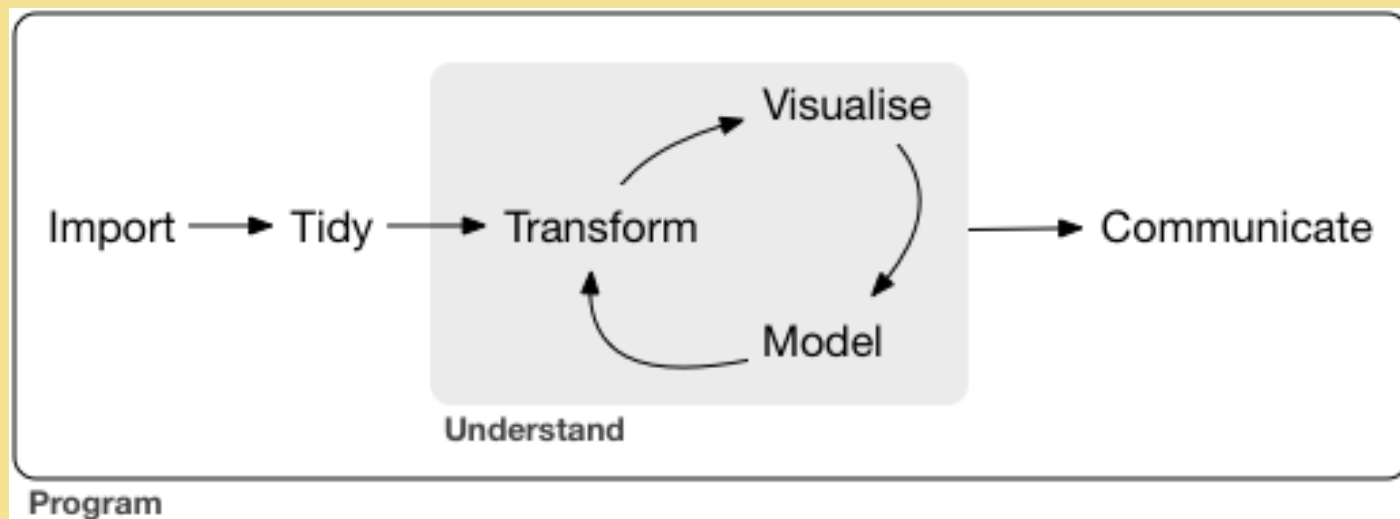 Visualise
Import Tidy Transform Communicate
Model
Understand
Program